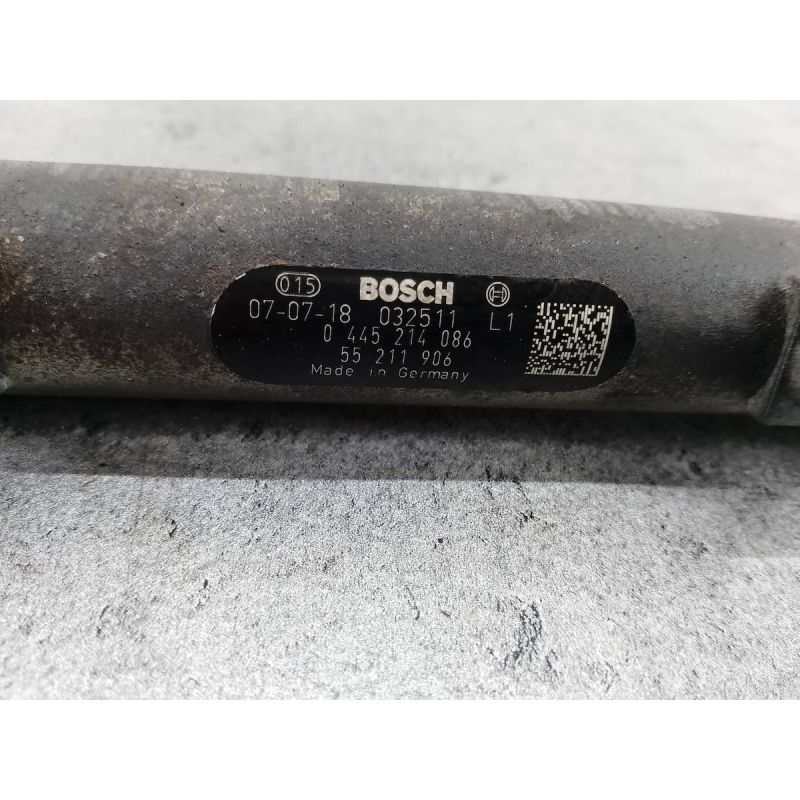 015 BOSCH
07-07-18 032511 L1
0 445 214 086
55 211 906
Made in Germany